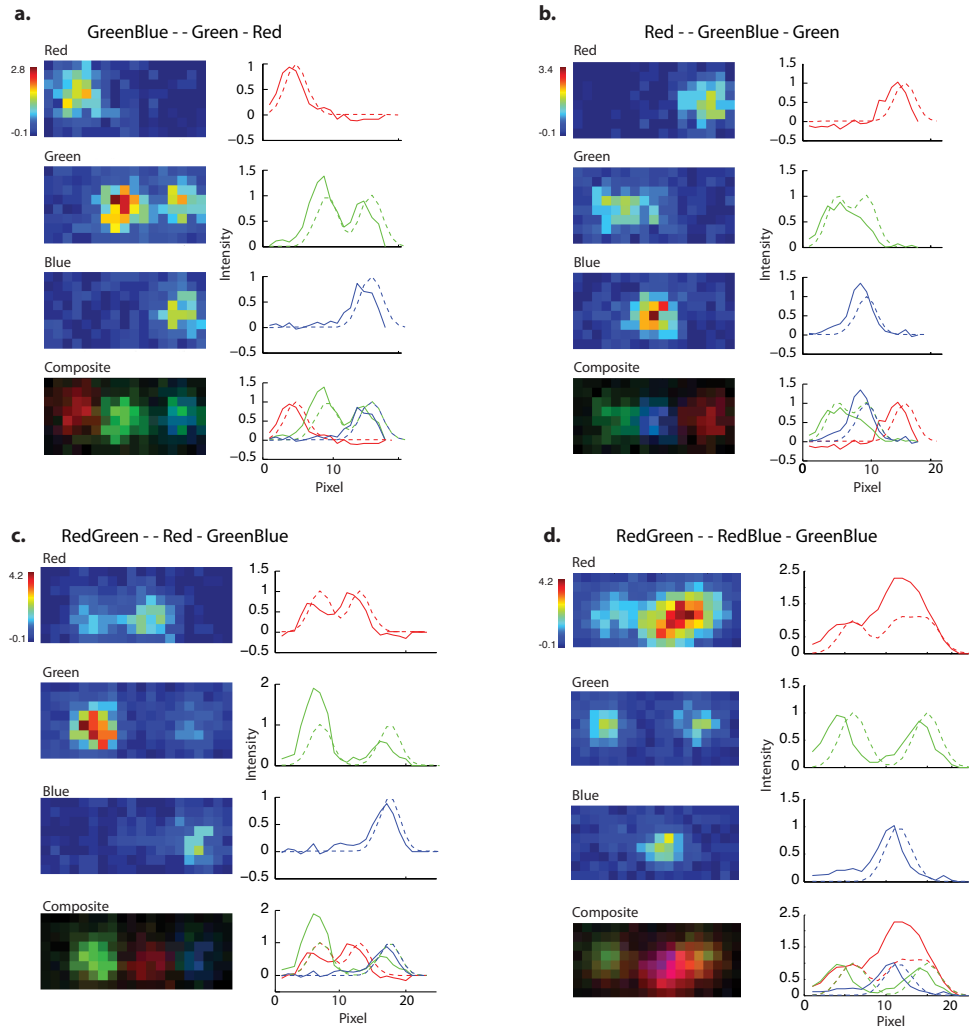 a.
GreenBlue - - Green - Red
Red
2.8
-0.1
1
0.5
0
-0.5
Green
1.5
1
0.5
0
Intensity
Blue
1
0.5
0
-0.5
Composite
1.5
1
0.5
0
-0.5
0 10
Pixel
b.
Red - - GreenBlue - Green
Red
3.4
-0.1
1.5
1
0.5
0
-0.5
Green
1.5
1
0.5
0
Intensity
Blue
1.5
1
0.5
0
-0.5
Composite
1.5
1
0.5
0
-0.5
0 10 20
Pixel
c.
RedGreen - - Red - GreenBlue
Red
4.2
-0.1
1.5
1
0.5
0
-0.5
Green
2
1
0
Intensity
Blue
1
0.5
0
-0.5
Composite
2
1
0
0 10 20
Pixel
d.
RedGreen - - RedBlue - GreenBlue
Red
4.2
-0.1
2.5
1.5
0.5
0
Green
1.5
1
0.5
0
Intensity
Blue
1.5
1
0.5
0
Composite
2.5
1.5
0.5
0
0 10 20
Pixel